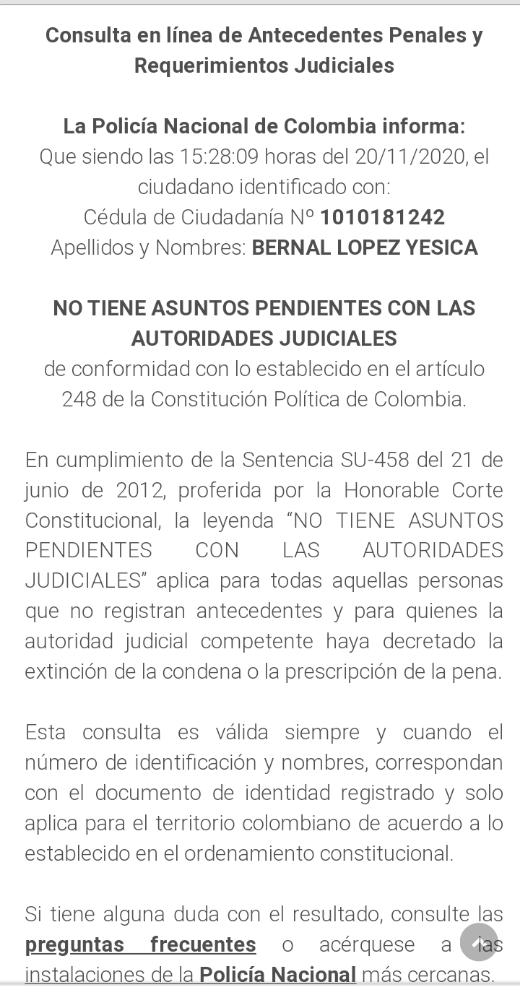 Consulta en línea de Antecedentes Penales y
Requerimientos Judiciales
La Policía Nacional de Colombia informa:
Que siendo las 15:28:09 horas del 20/11/2020, el
ciudadano identificado con:
Cédula de Ciudadanía Nº 1010181242
Apellidos y Nombres: BERNAL LOPEZ YESICA
NO TIENE ASUNTOS PENDIENTES CON LAS
AUTORIDADES JUDICIALES
de conformidad con lo establecido en el artículo
248 de la Constitución Política de Colombia.
En cumplimiento de la Sentencia SU-458 del 21 de
junio de 2012, proferida por la Honorable Corte
Constitucional, la leyenda “NO TIENE ASUNTOS
PENDIENTES CON LAS AUTORIDADES
JUDICIALES” aplica para todas aquellas personas
que no registran antecedentes y para quienes la
autoridad judicial competente haya decretado la
extinción de la condena o la prescripción de la pena.
Esta consulta es válida siempre y cuando el
número de identificación y nombres, correspondan
con el documento de identidad registrado y solo
aplica para el territorio colombiano de acuerdo a lo
establecido en el ordenamiento constitucional.
Si tiene alguna duda con el resultado, consulte las
preguntas frecuentes o acérquese a las
instalaciones de la Policía Nacional más cercanas.